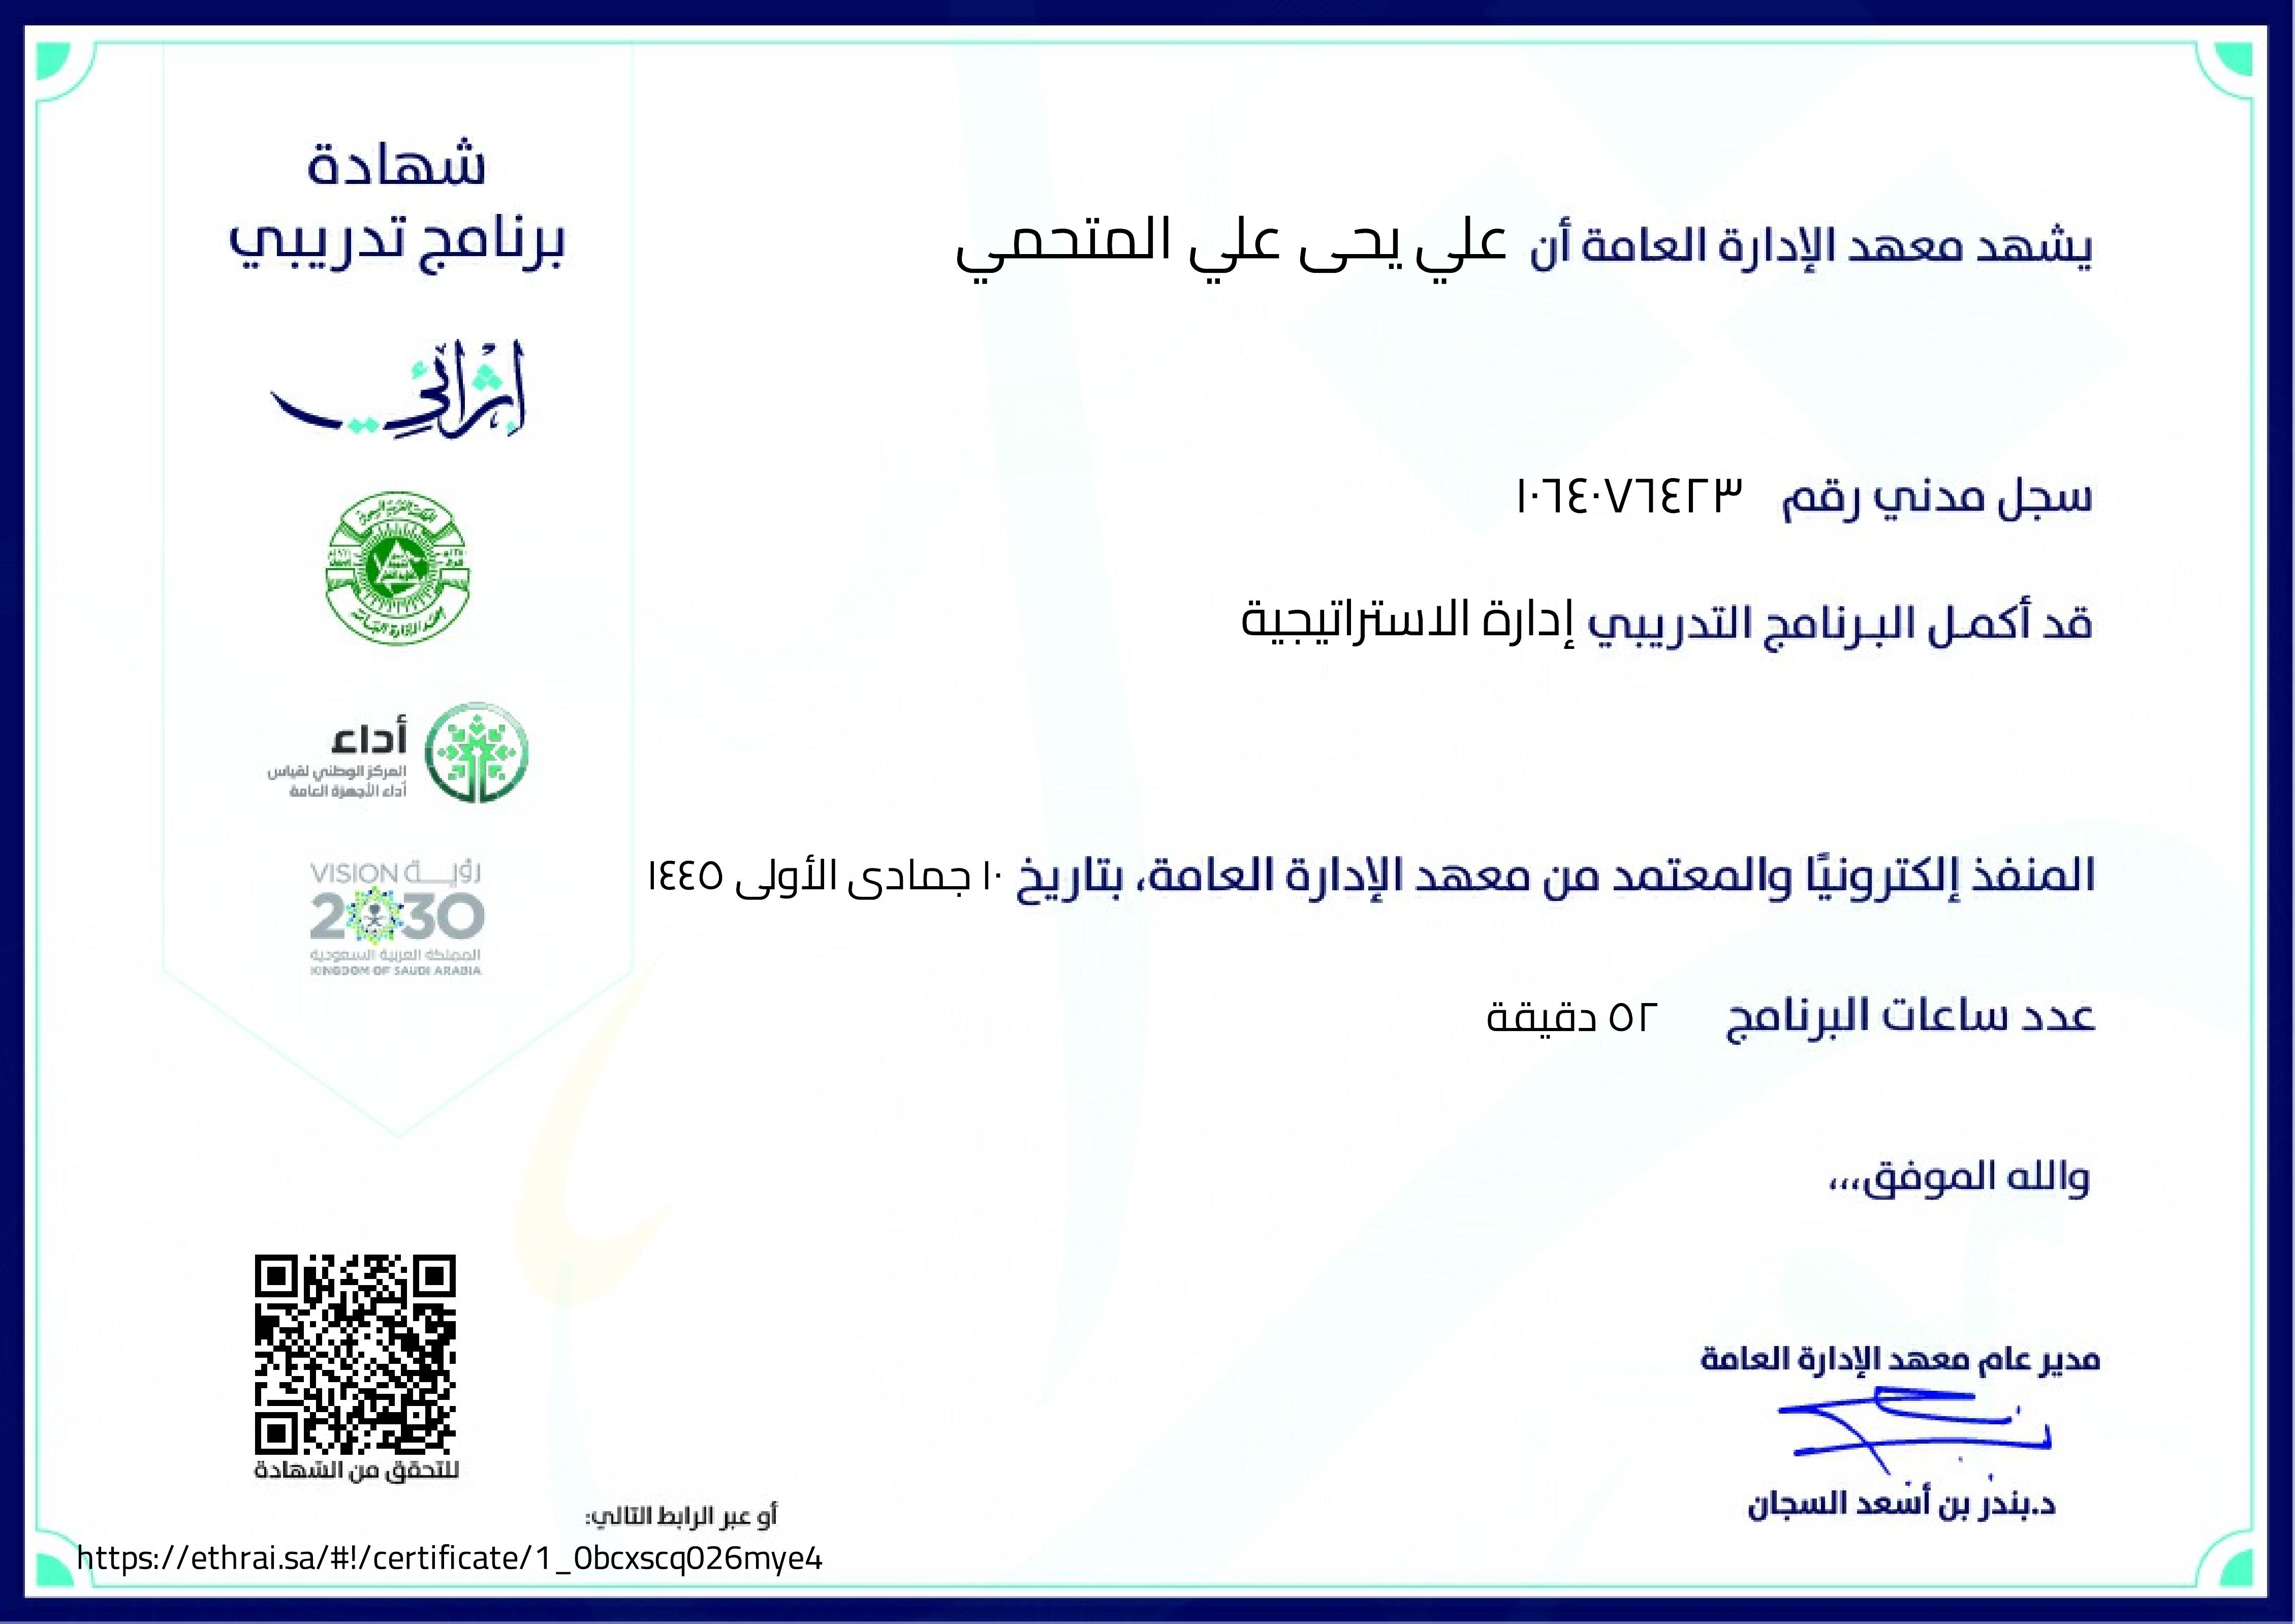 شهادة
برنامج تدريبي
إثرائي
أداء
المركز الوطني لقياس
أداء الأجهزة العامة
VISION رؤيــة
2030
المملكة العربية السعودية
KINGDOM OF SAUDI ARABIA
يشهد معهد الإدارة العامة أن علي يحى علي المتحمي
سجل مدني رقم ١٠٦٤٠٧٦٤٢٣
قد أكمل البرنامج التدريبي إدارة الاستراتيجية
المنفذ إلكترونيًا والمعتمد من معهد الإدارة العامة، بتاريخ ١٠ جمادى الأولى ١٤٤٥
عدد ساعات البرنامج ٥٢ دقيقة
والله الموفق،،،
مدير عام معهد الإدارة العامة
د.بندر بن أسعد السجان
للتحقق من الشهادة
أو عبر الرابط التالي:
https://ethrai.sa/#!/certificate/1_0bcxscq026mye4